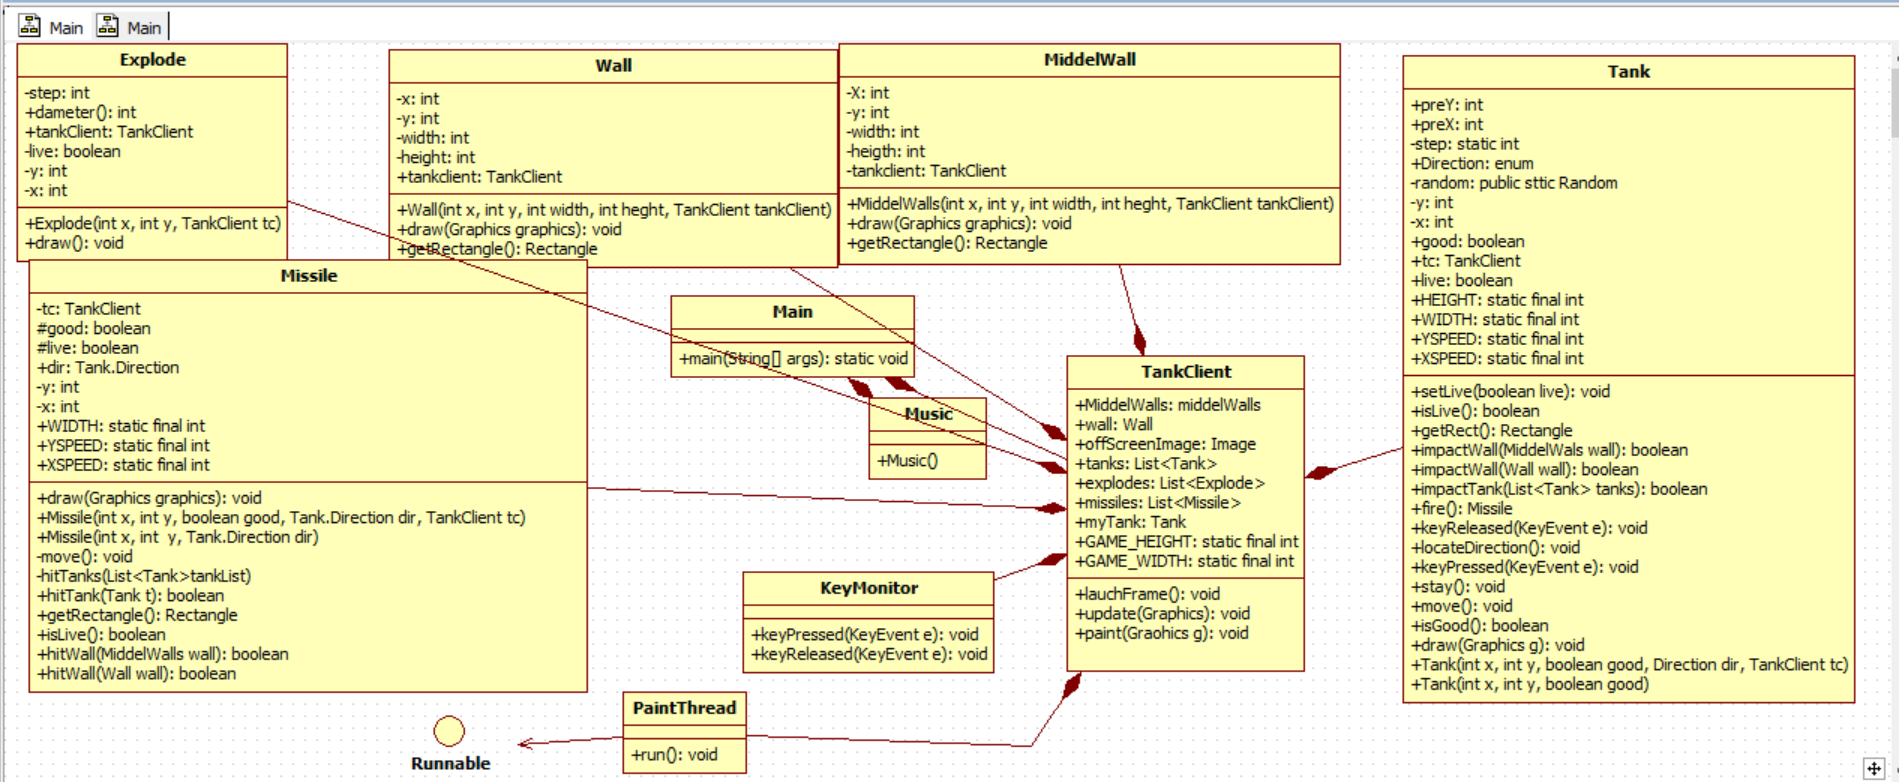 Main
Main
Explode
-step: int
+dameter(): int
+tankClient: TankClient
-live: boolean
-y: int
-x: int
+Explode(int x, int y, TankClient tc)
+draw(): void
Wall
-x: int
-y: int
-width: int
-height: int
+tankclient: TankClient
+Wall(int x, int y, int width, int heght, TankClient tankClient)
+draw(Graphics graphics): void
+getRectangle(): Rectangle
MiddelWall
-X: int
-y: int
-width: int
-heigth: int
-tankclient: TankClient
+MiddelWalls(int x, int y, int width, int heght, TankClient tankClient)
+draw(Graphics graphics): void
+getRectangle(): Rectangle
Tank
+preY: int
+preX: int
-step: static int
+Direction: enum
-random: public sttic Random
-y: int
-x: int
+good: boolean
+tc: TankClient
+live: boolean
+HEIGHT: static final int
+WIDTH: static final int
+YSPEED: static final int
+XSPEED: static final int
+setLive(boolean live): void
+isLive(): boolean
+getRect(): Rectangle
+impactWall(MiddelWals wall): boolean
+impactWall(Wall wall): boolean
+impactTank(List<Tank> tanks): boolean
+fire(): Missile
+keyReleased(KeyEvent e): void
+locateDirection(): void
+keyPressed(KeyEvent e): void
+stay(): void
+move(): void
+isGood(): boolean
+draw(Graphics g): void
+Tank(int x, int y, boolean good, Direction dir, TankClient tc)
+Tank(int x, int y, boolean good)
Missile
-tc: TankClient
#good: boolean
#live: boolean
+dir: Tank.Direction
-y: int
-x: int
+WIDTH: static final int
+YSPEED: static final int
+XSPEED: static final int
+draw(Graphics graphics): void
+Missile(int x, int y, boolean good, Tank.Direction dir, TankClient tc)
+Missile(int x, int  y, Tank.Direction dir)
-move(): void
-hitTanks(List<Tank>tankList)
+hitTank(Tank t): boolean
+getRectangle(): Rectangle
+isLive(): boolean
+hitWall(MiddelWalls wall): boolean
+hitWall(Wall wall): boolean
Main
+main(String[] args): static void
Music
+Music()
TankClient
+MiddelWalls: middelWalls
+wall: Wall
+offScreenImage: Image
+tanks: List<Tank>
+explodes: List<Explode>
+missiles: List<Missile>
+myTank: Tank
+GAME_HEIGHT: static final int
+GAME_WIDTH: static final int
+lauchFrame(): void
+update(Graphics): void
+paint(Graohics g): void
KeyMonitor
+keyPressed(KeyEvent e): void
+keyReleased(KeyEvent e): void
PaintThread
+run(): void
Runnable